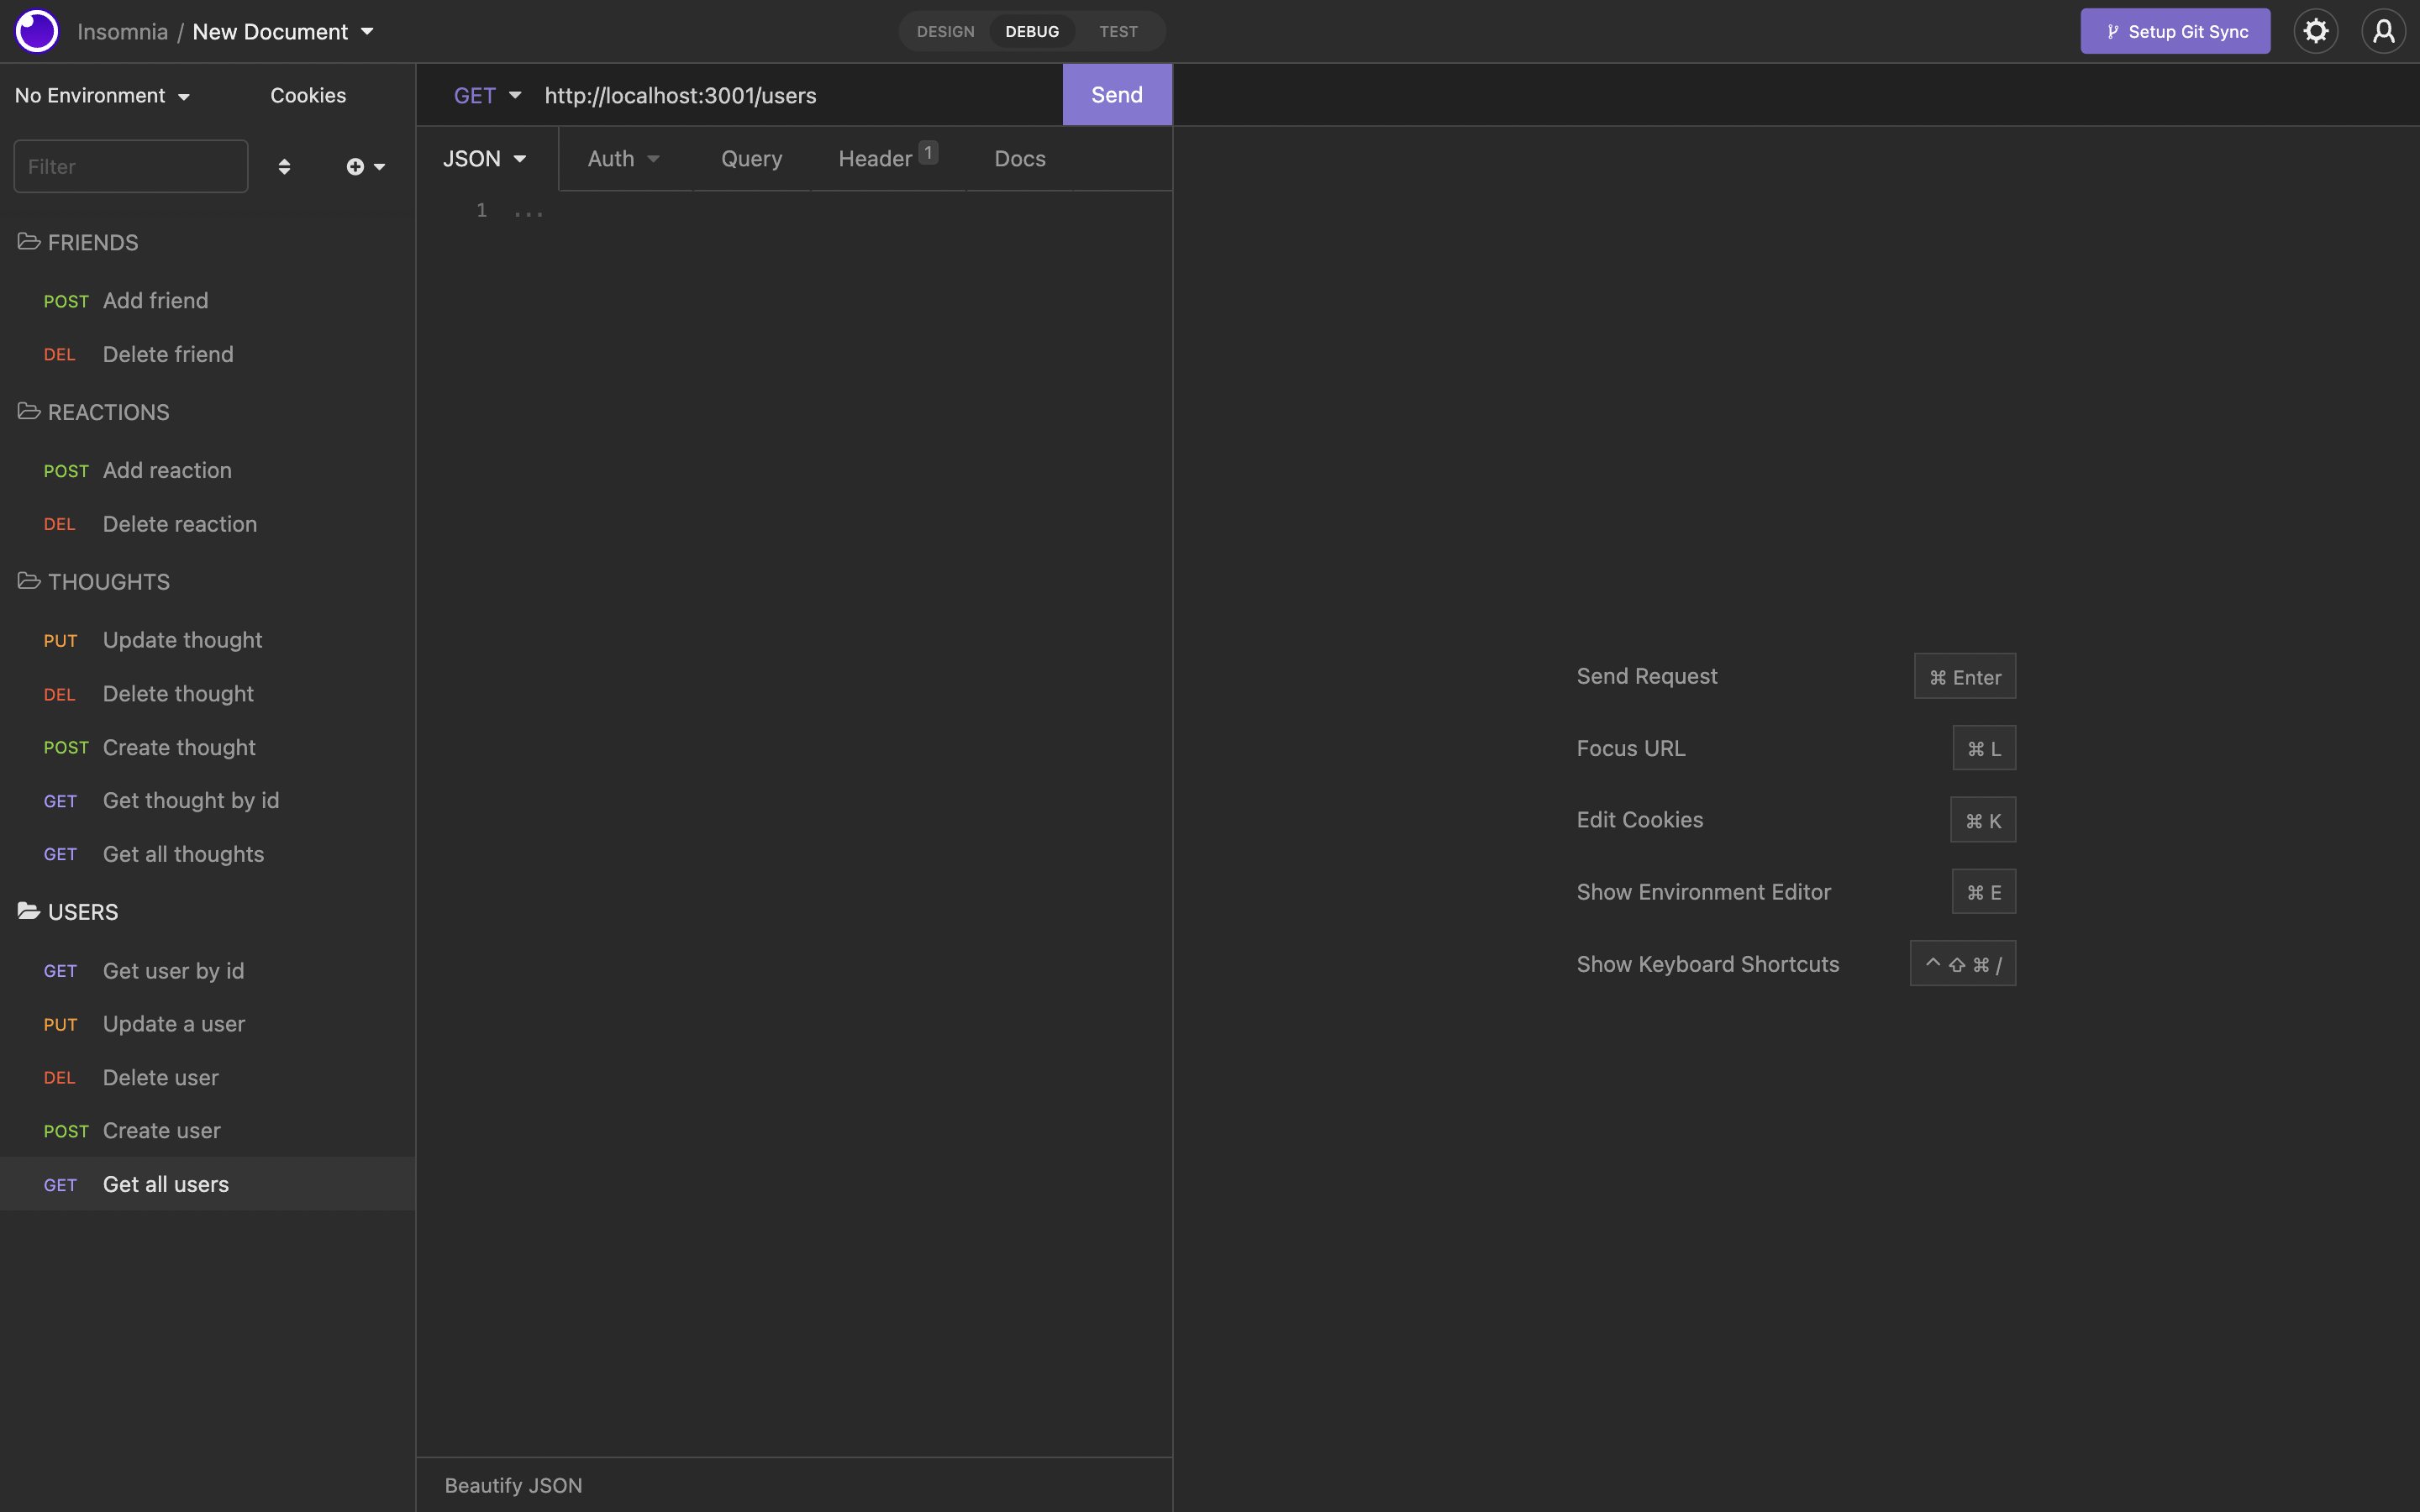 Insomnia / New Document
DESIGN DEBUG TEST
Setup Git Sync
No Environment Cookies
GET http://localhost:3001/users Send
Filter
JSON Auth Query Header 1 Docs
1 ...
FRIENDS
POST Add friend
DEL Delete friend
REACTIONS
POST Add reaction
DEL Delete reaction
THOUGHTS
PUT Update thought
DEL Delete thought
POST Create thought
GET Get thought by id
GET Get all thoughts
USERS
GET Get user by id
PUT Update a user
DEL Delete user
POST Create user
GET Get all users
Send Request ⌘ Enter
Focus URL ⌘ L
Edit Cookies ⌘ K
Show Environment Editor ⌘ E
Show Keyboard Shortcuts ^ ⇧ ⌘ /
Beautify JSON